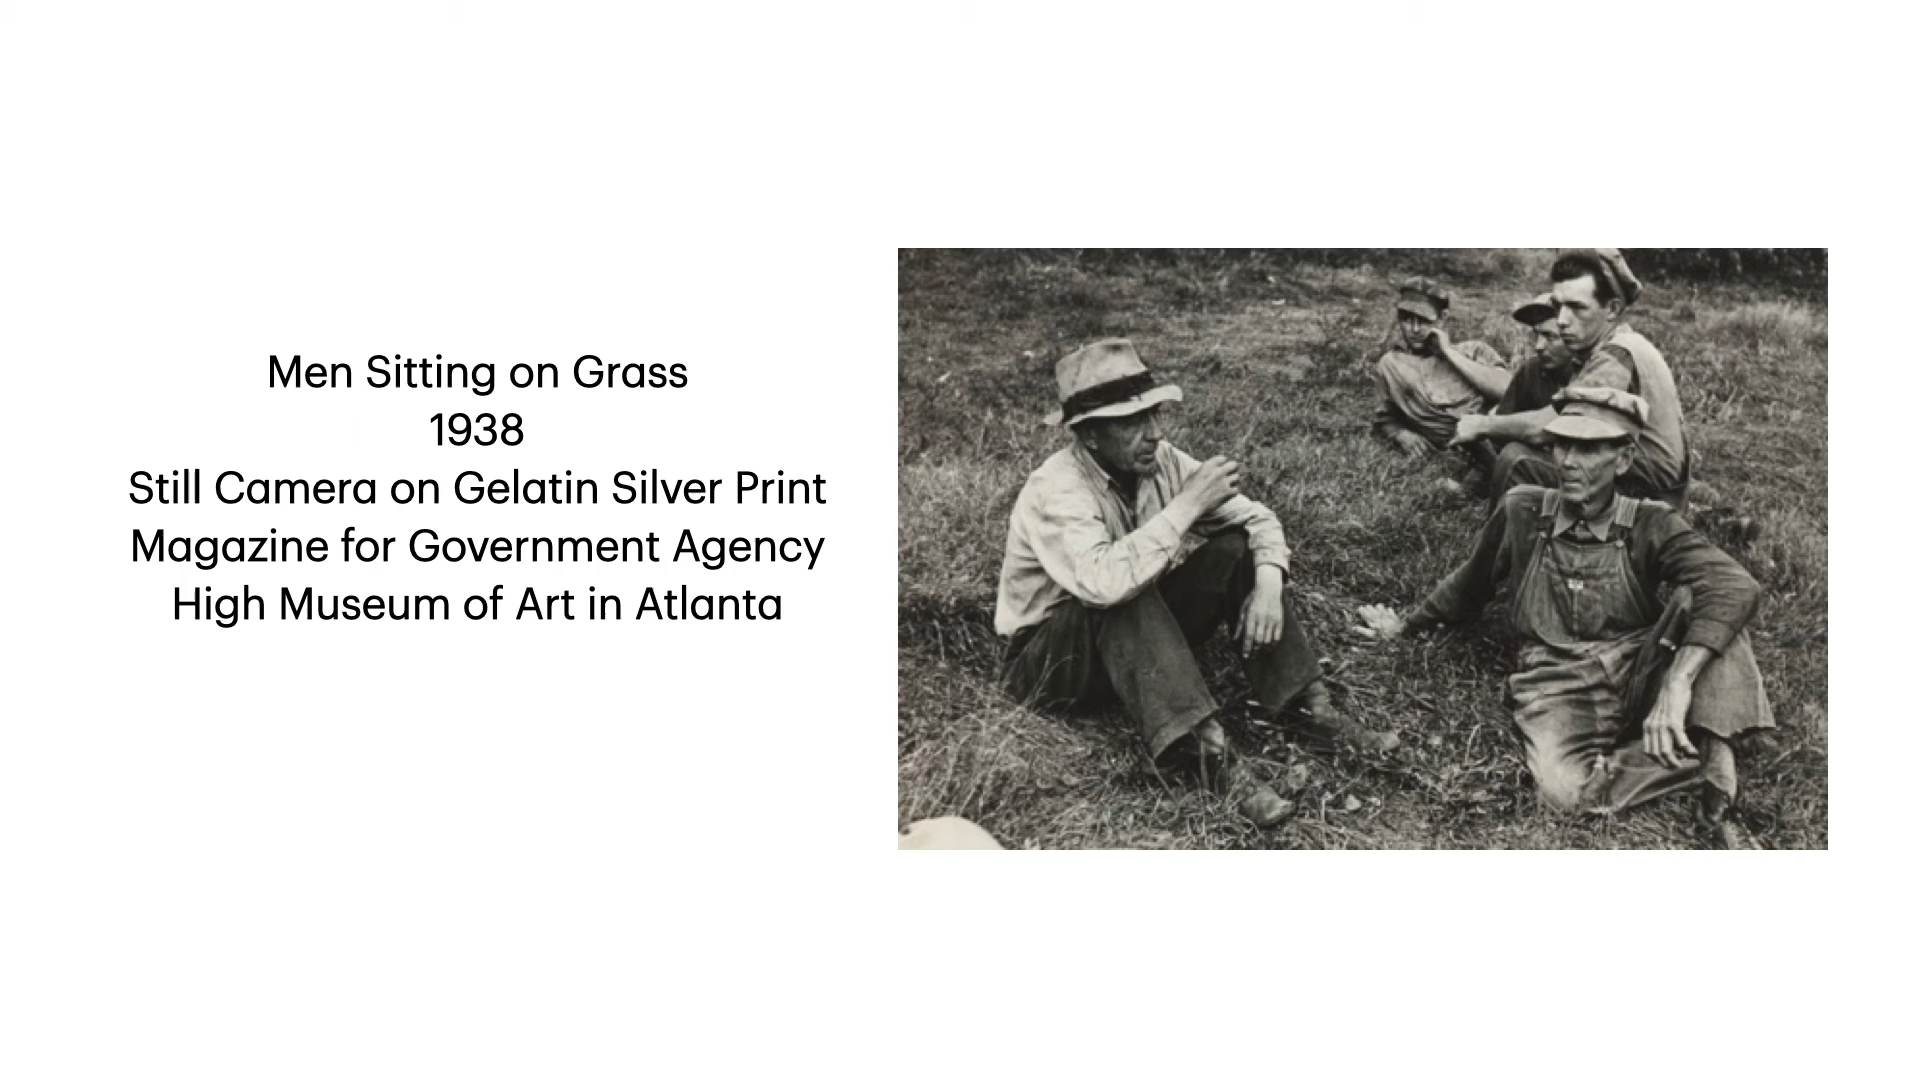 Men Sitting on Grass
1938
Still Camera on Gelatin Silver Print
Magazine for Government Agency
High Museum of Art in Atlanta